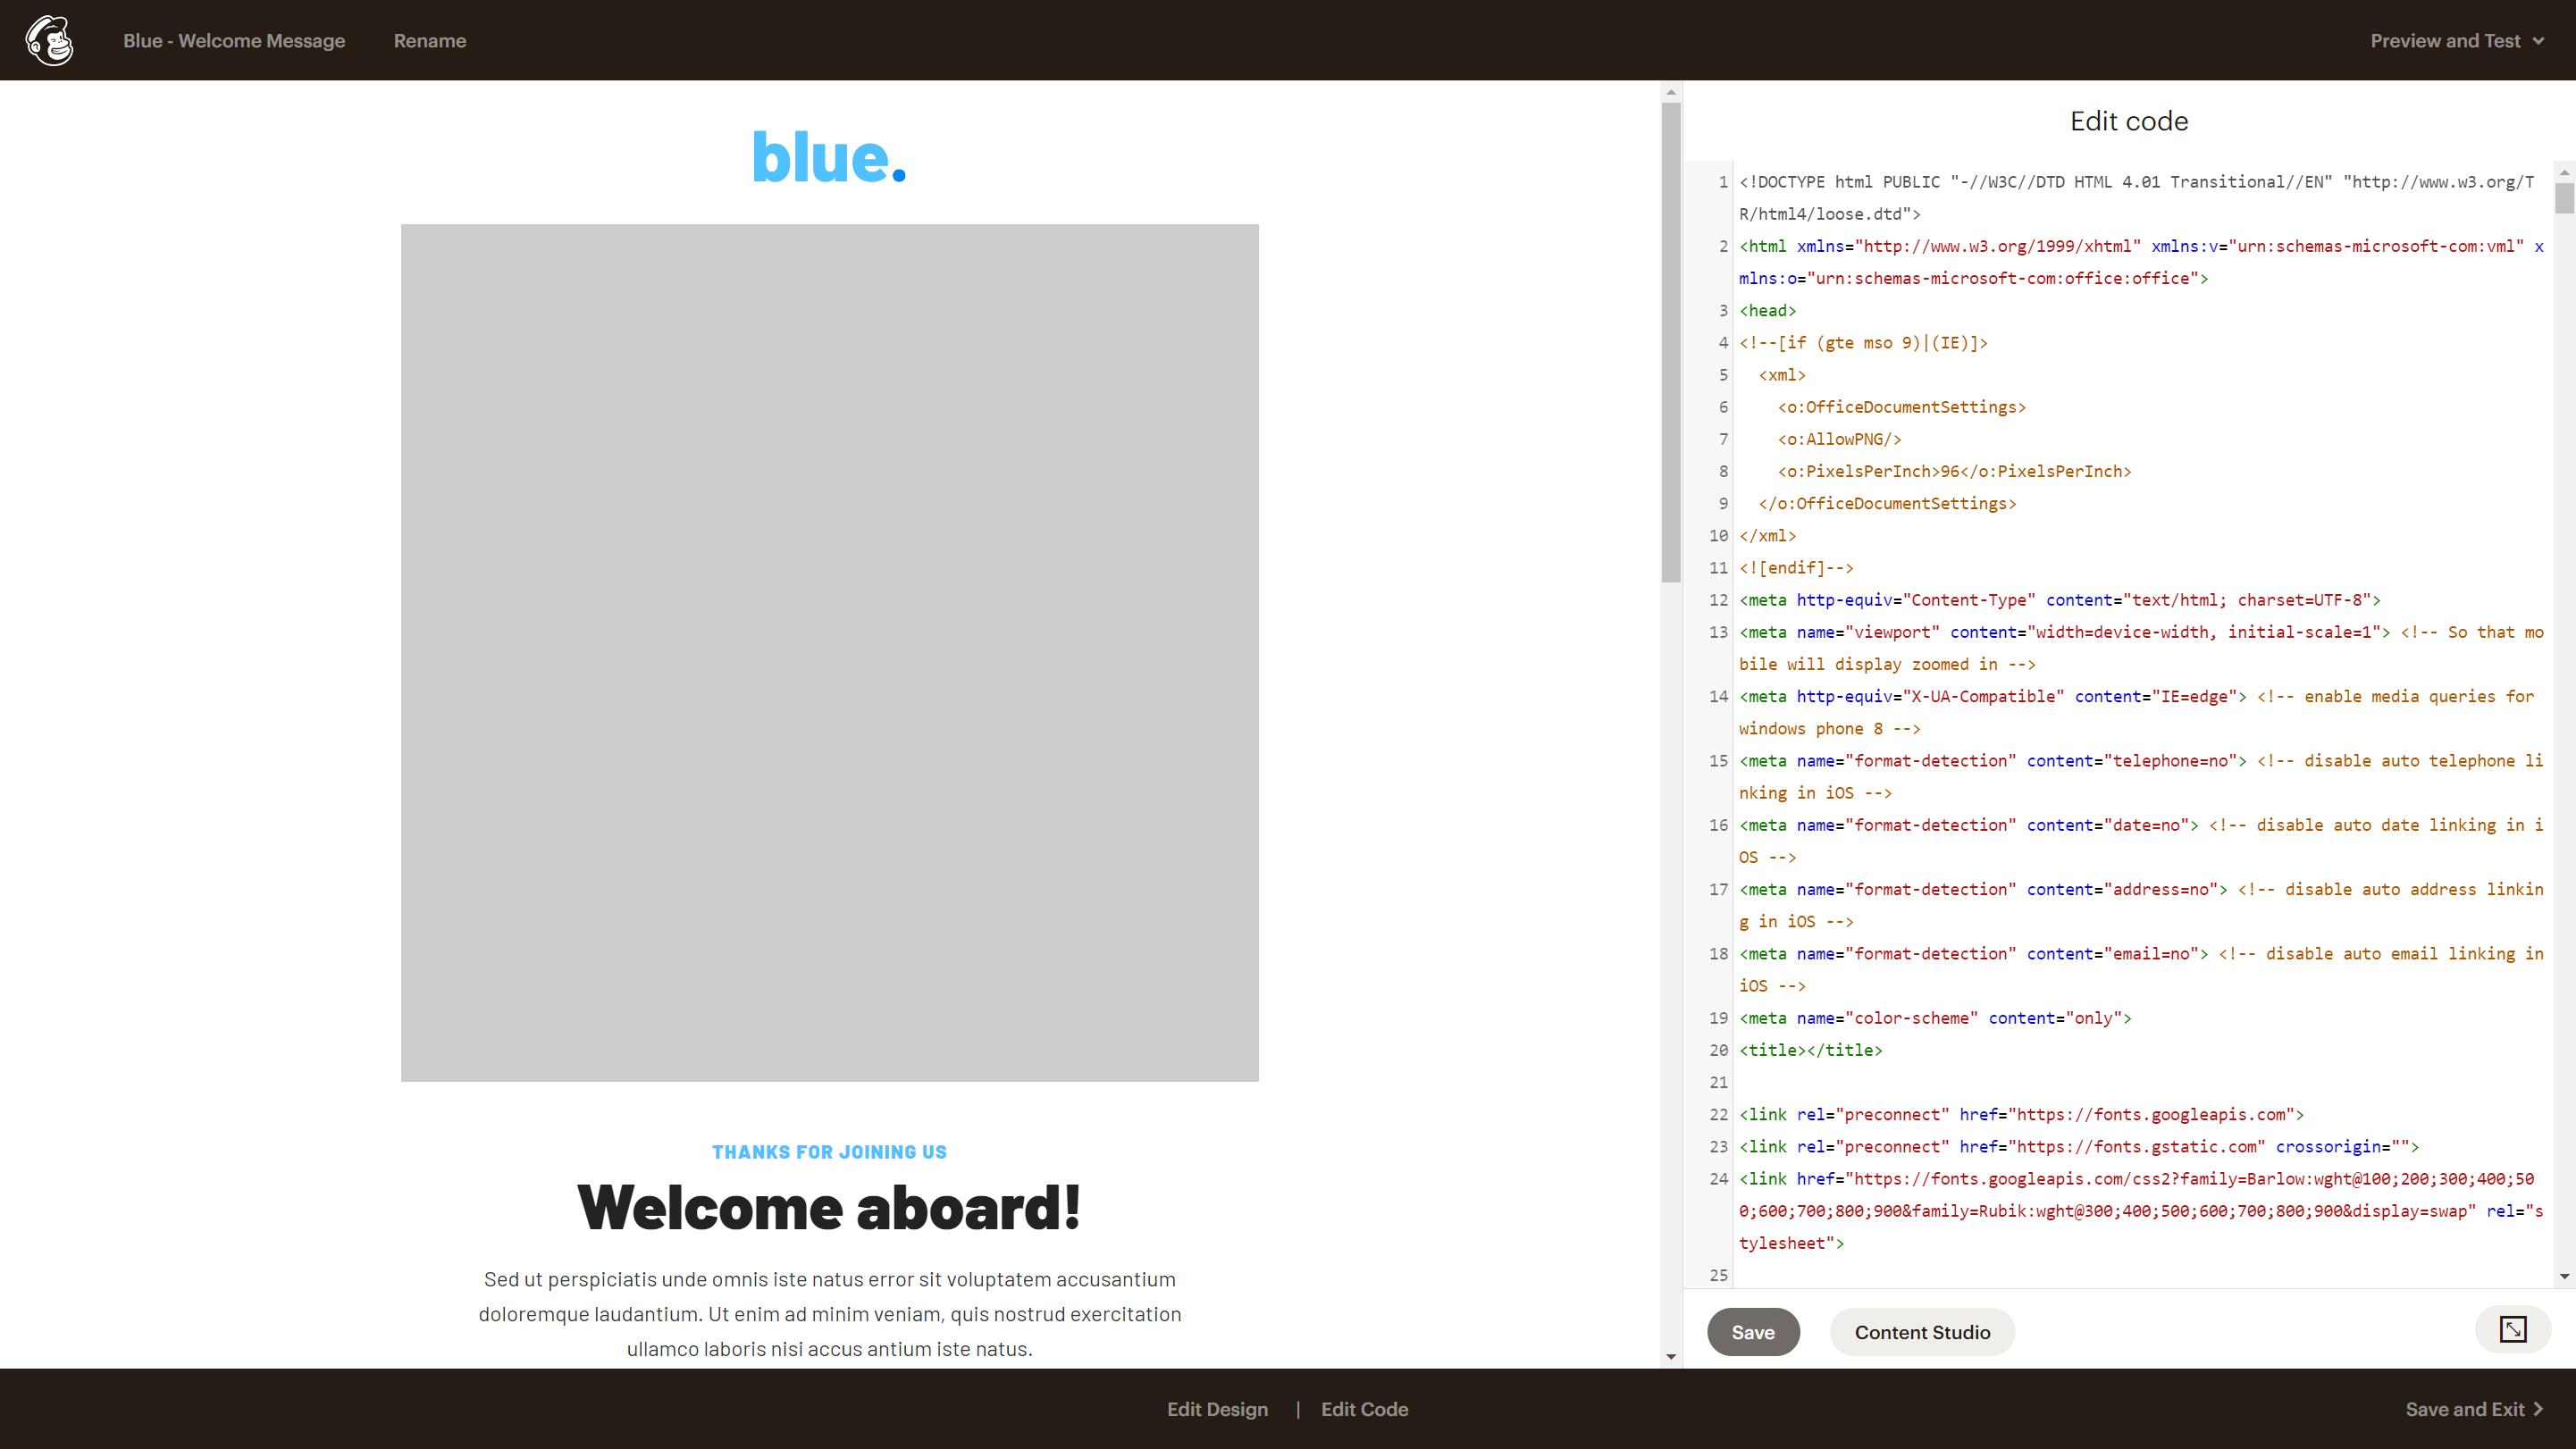 Blue - Welcome Message
Rename
Preview and Test
blue.
THANKS FOR JOINING US
Welcome aboard!
Sed ut perspiciatis unde omnis iste natus error sit voluptatem accusantium
doloremque laudantium. Ut enim ad minim veniam, quis nostrud exercitation
ullamco laboris nisi accus antium iste natus.
Edit code
1 <!DOCTYPE html PUBLIC "-//W3C//DTD HTML 4.01 Transitional//EN" "http://www.w3.org/T
R/html4/loose.dtd">
2 <html xmlns="http://www.w3.org/1999/xhtml" xmlns:v="urn:schemas-microsoft-com:vml" x
mlns:o="urn:schemas-microsoft-com:office:office">
3 <head>
4 <!--[if (gte mso 9)|(IE)]>
5 <xml>
6 <o:OfficeDocumentSettings>
7 <o:AllowPNG/>
8 <o:PixelsPerInch>96</o:PixelsPerInch>
9 </o:OfficeDocumentSettings>
10 </xml>
11 <![endif]-->
12 <meta http-equiv="Content-Type" content="text/html; charset=UTF-8">
13 <meta name="viewport" content="width=device-width, initial-scale=1"> <!-- So that mo
bile will display zoomed in -->
14 <meta http-equiv="X-UA-Compatible" content="IE=edge"> <!-- enable media queries for
windows phone 8 -->
15 <meta name="format-detection" content="telephone=no"> <!-- disable auto telephone li
nking in iOS -->
16 <meta name="format-detection" content="date=no"> <!-- disable auto date linking in i
OS -->
17 <meta name="format-detection" content="address=no"> <!-- disable auto address linkin
g in iOS -->
18 <meta name="format-detection" content="email=no"> <!-- disable auto email linking in
iOS -->
19 <meta name="color-scheme" content="only">
20 <title></title>
21
22 <link rel="preconnect" href="https://fonts.googleapis.com">
23 <link rel="preconnect" href="https://fonts.gstatic.com" crossorigin="">
24 <link href="https://fonts.googleapis.com/css2?family=Barlow:wght@100;200;300;400;50
0;600;700;800;900&family=Rubik:wght@300;400;500;600;700;800;900&display=swap" rel="s
tylesheet">
25
Save
Content Studio
Edit Design | Edit Code
Save and Exit